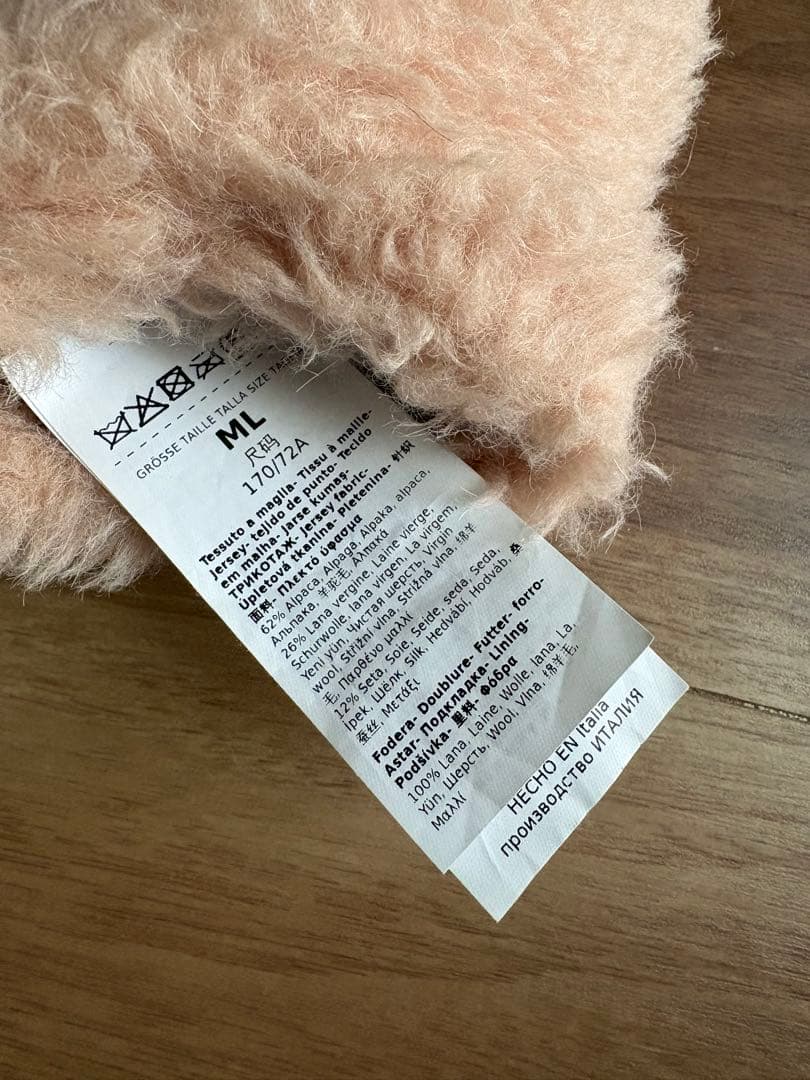 GRÖSSE TAILLE TALLA SIZE
ML
尺码
170/72A
Tessuto a maglia- Tissu à maille-
Jersey- tejido de punto- Tecido
em malha- Jarse kumaş-
ТРИКОТАЖ- Jersey fabric-
Úpletová tkanina- Pletenina- 针织
面料- Πλεκτό ύφασμα
62% Alpaca, Alpaga, Alpaka, alpaca,
Альпака, 羊驼毛, Αλπακά
26% Lana vergine, Laine vierge,
Schurwolle, lana virgen, La virgem,
Yeni yün, Чистая шерсть, Virgin
wool, Střižní vlna, Strižná vlna, 绵羊
毛, Παρθένο μαλλί
12% Seta, Soie, Seide, seda, Seda,
İpek, Шёлк, Silk, Hedvábí, Hodváb, 桑
蚕丝, Μετάξι
Fodera- Doublure- Futter- forro-
Astar- Подкладка- Lining-
Podšívka- 里料- Φόδρα
100% Lana, Laine, Wolle, lana, La,
Yün, Шерсть, Wool, Vlna, 绵羊毛,
Μαλλί
HECHO EN Italia
производство ИТАЛИЯ